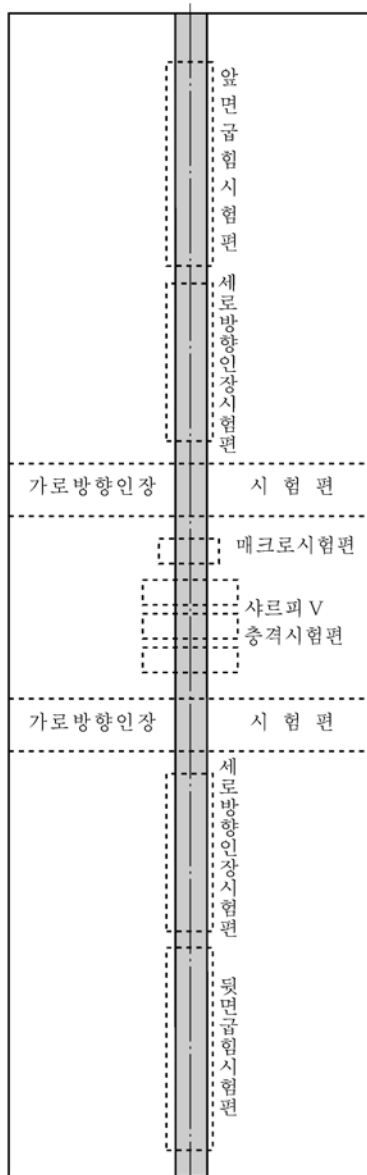 앞면굽힘시험편
세로방향인장시험편
가로방향인장 시험편
매크로시험편
샤르피 V
충격시험편
가로방향인장 시험편
세로방향인장시험편
뒷면굽힘시험편